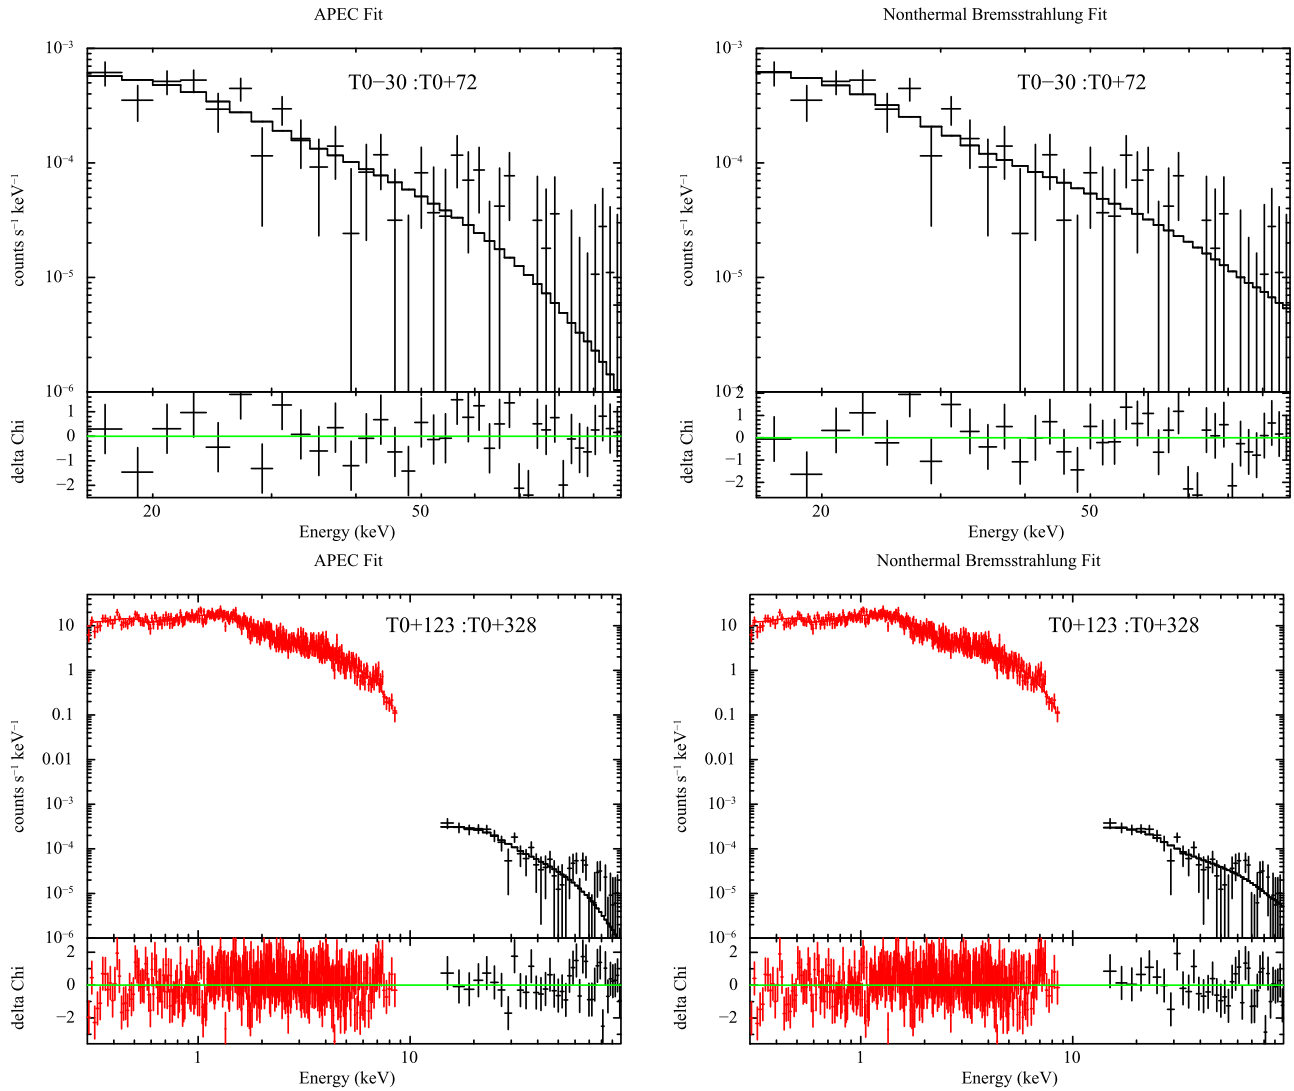 APEC Fit
T0−30 :T0+72
counts s⁻¹ keV⁻¹
10⁻³
10⁻⁴
10⁻⁵
10⁻⁶
delta Chi
1
0
−1
−2
20 50
Energy (keV)
Nonthermal Bremsstrahlung Fit
T0−30 :T0+72
counts s⁻¹ keV⁻¹
10⁻³
10⁻⁴
10⁻⁵
delta Chi
2
1
0
−1
−2
20 50
Energy (keV)
APEC Fit
T0+123 :T0+328
counts s⁻¹ keV⁻¹
10
1
0.1
0.01
10⁻³
10⁻⁴
10⁻⁵
10⁻⁶
delta Chi
2
0
−2
1 10
Energy (keV)
Nonthermal Bremsstrahlung Fit
T0+123 :T0+328
counts s⁻¹ keV⁻¹
10
1
0.1
0.01
10⁻³
10⁻⁴
10⁻⁵
10⁻⁶
delta Chi
2
0
−2
1 10
Energy (keV)